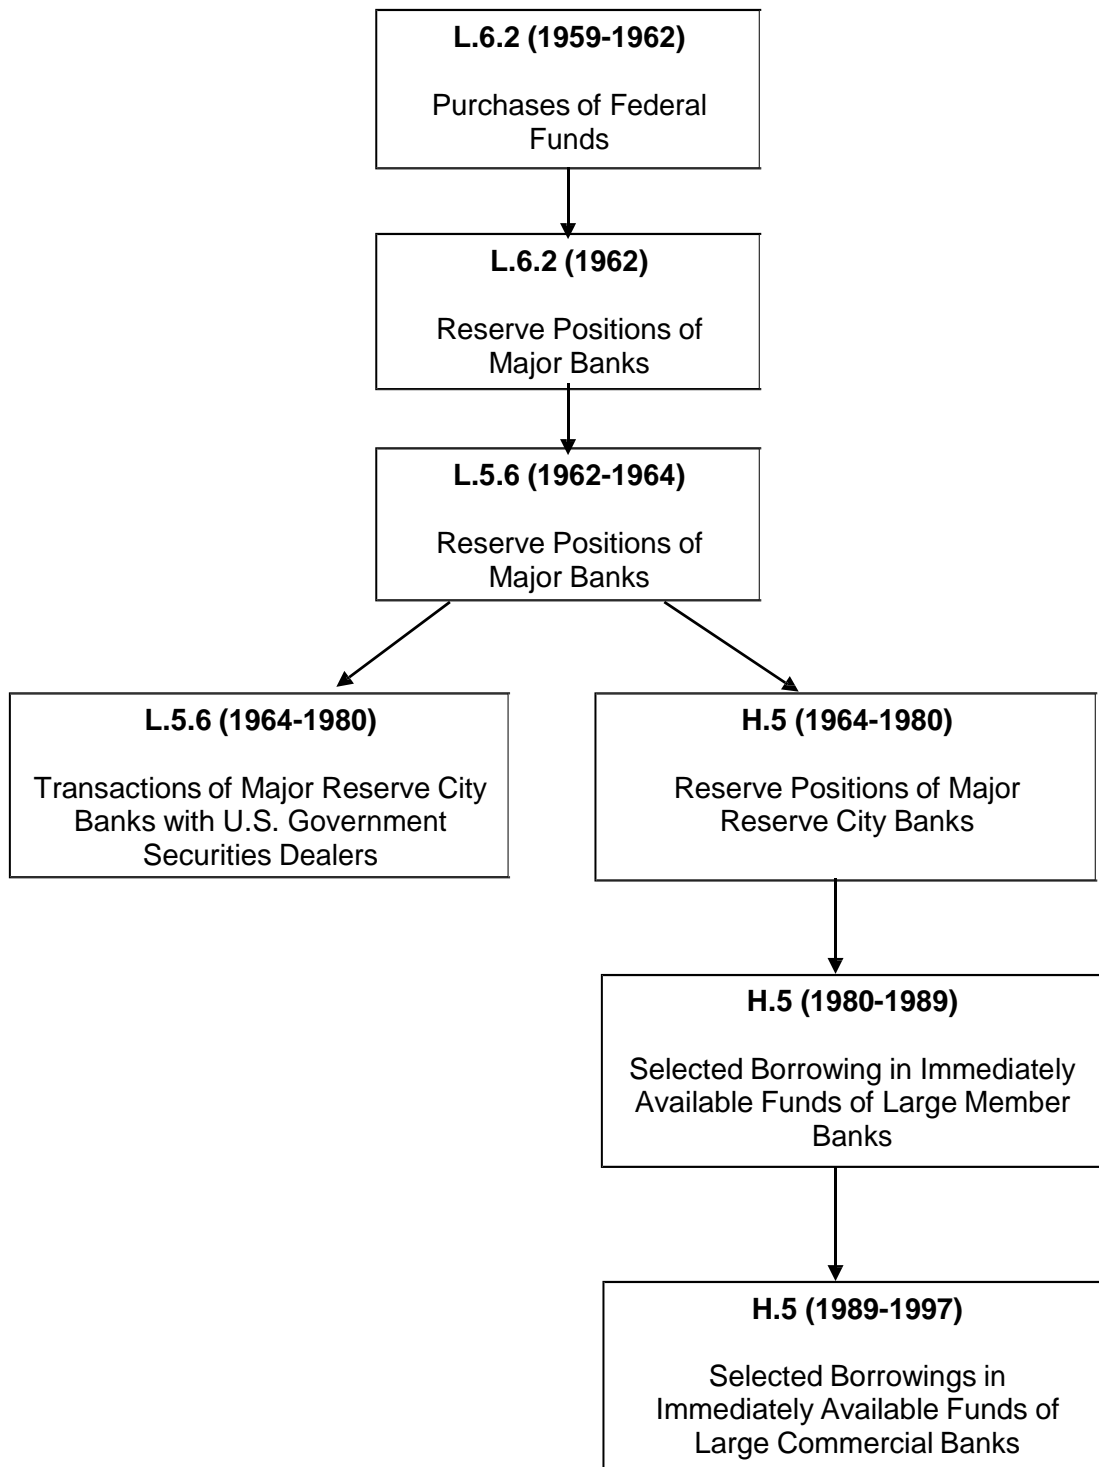 L.6.2 (1959-1962)
Purchases of Federal
Funds
L.6.2 (1962)
Reserve Positions of
Major Banks
L.5.6 (1962-1964)
Reserve Positions of
Major Banks
L.5.6 (1964-1980)
Transactions of Major Reserve City
Banks with U.S. Government
Securities Dealers
H.5 (1964-1980)
Reserve Positions of Major
Reserve City Banks
H.5 (1980-1989)
Selected Borrowing in Immediately
Available Funds of Large Member
Banks
H.5 (1989-1997)
Selected Borrowings in
Immediately Available Funds of
Large Commercial Banks